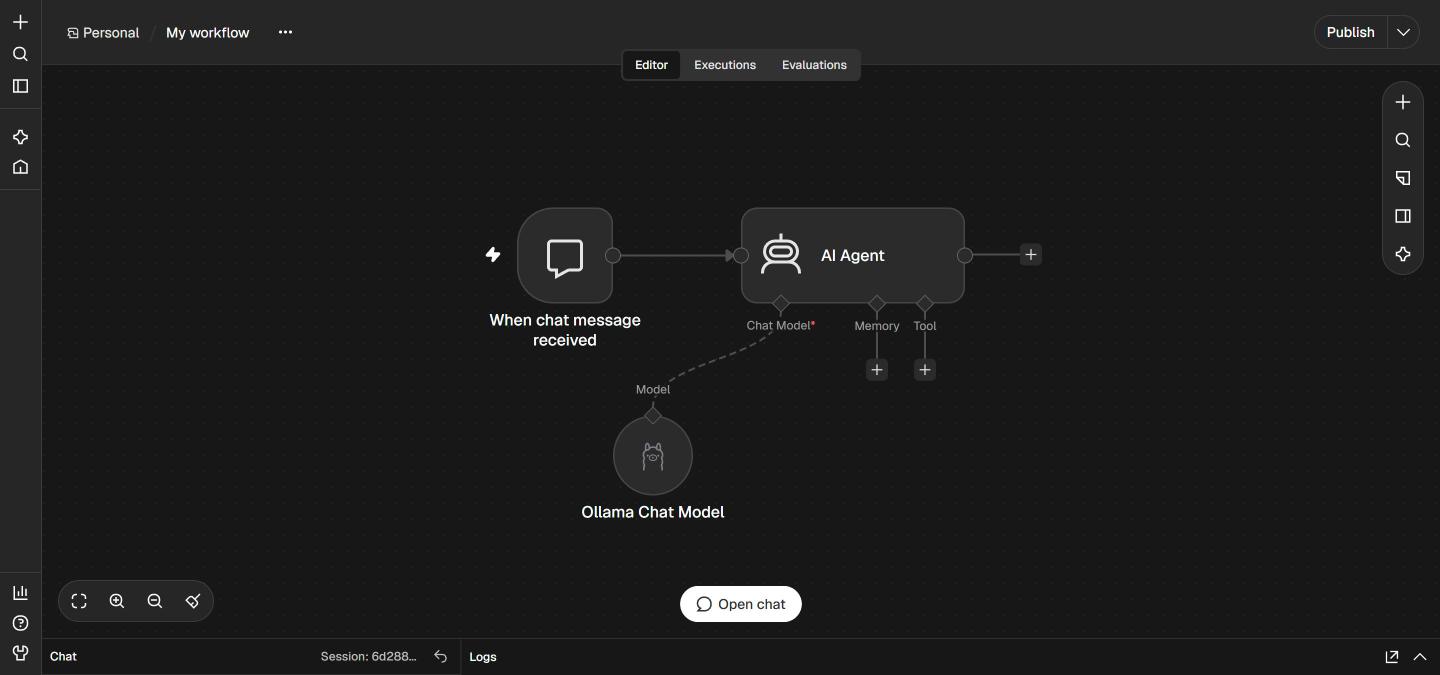 Personal / My workflow ...
Publish
Editor Executions Evaluations
AI Agent
When chat message
received
Chat Model*
Memory
Tool
Model
Ollama Chat Model
Open chat
Chat
Session: 6d288...
Logs